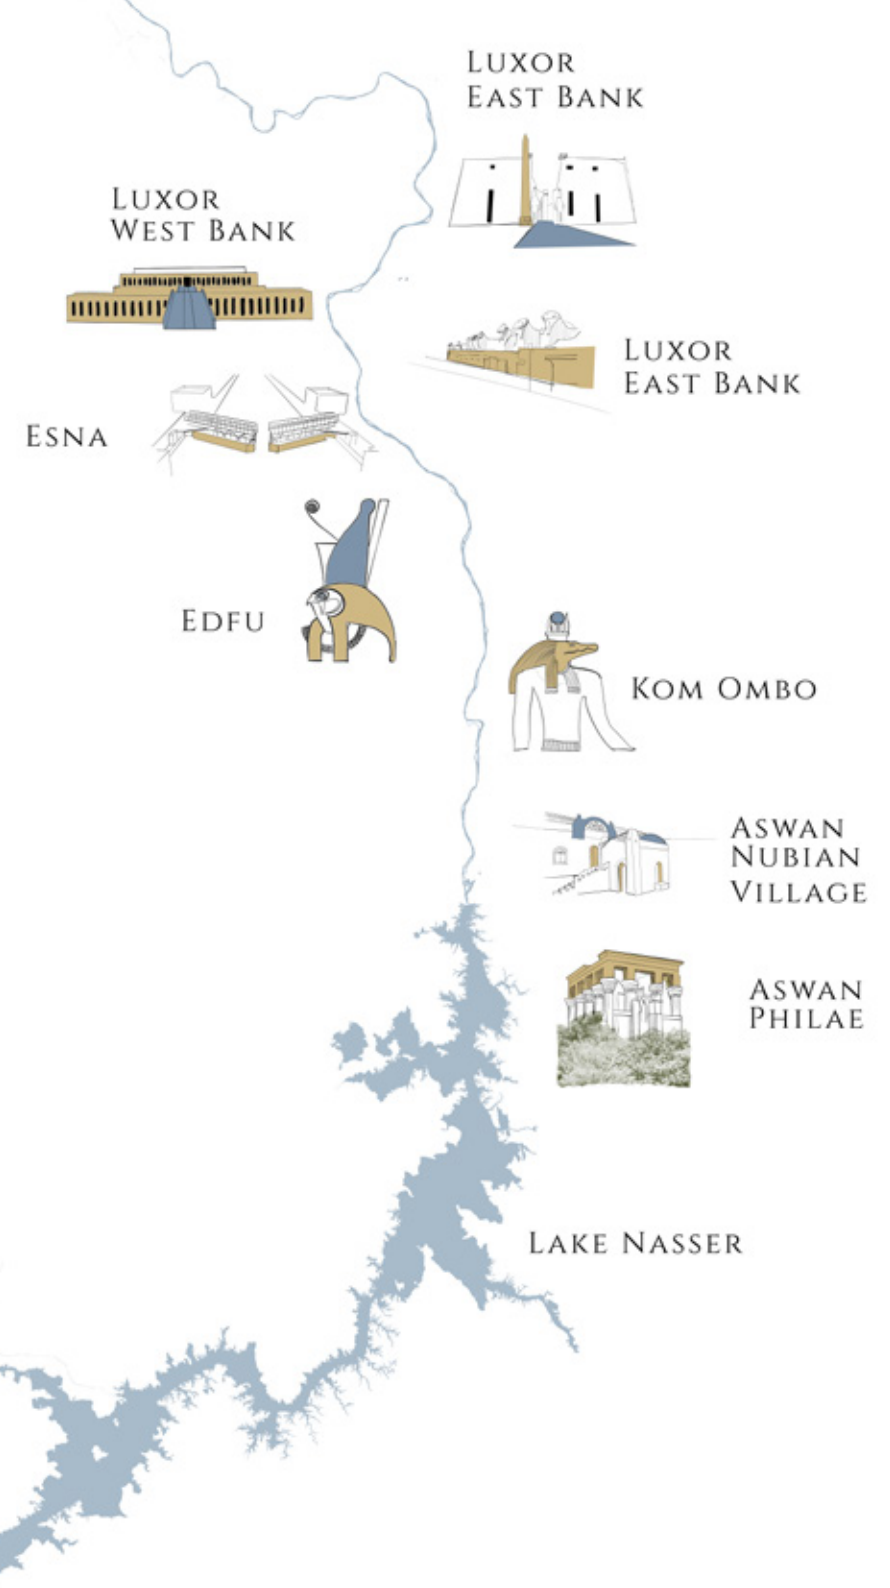 LUXOR
EAST BANK
LUXOR
WEST BANK
LUXOR
EAST BANK
ESNA
EDFU
KOM OMBO
ASWAN
NUBIAN
VILLAGE
ASWAN
PHILAE
LAKE NASSER